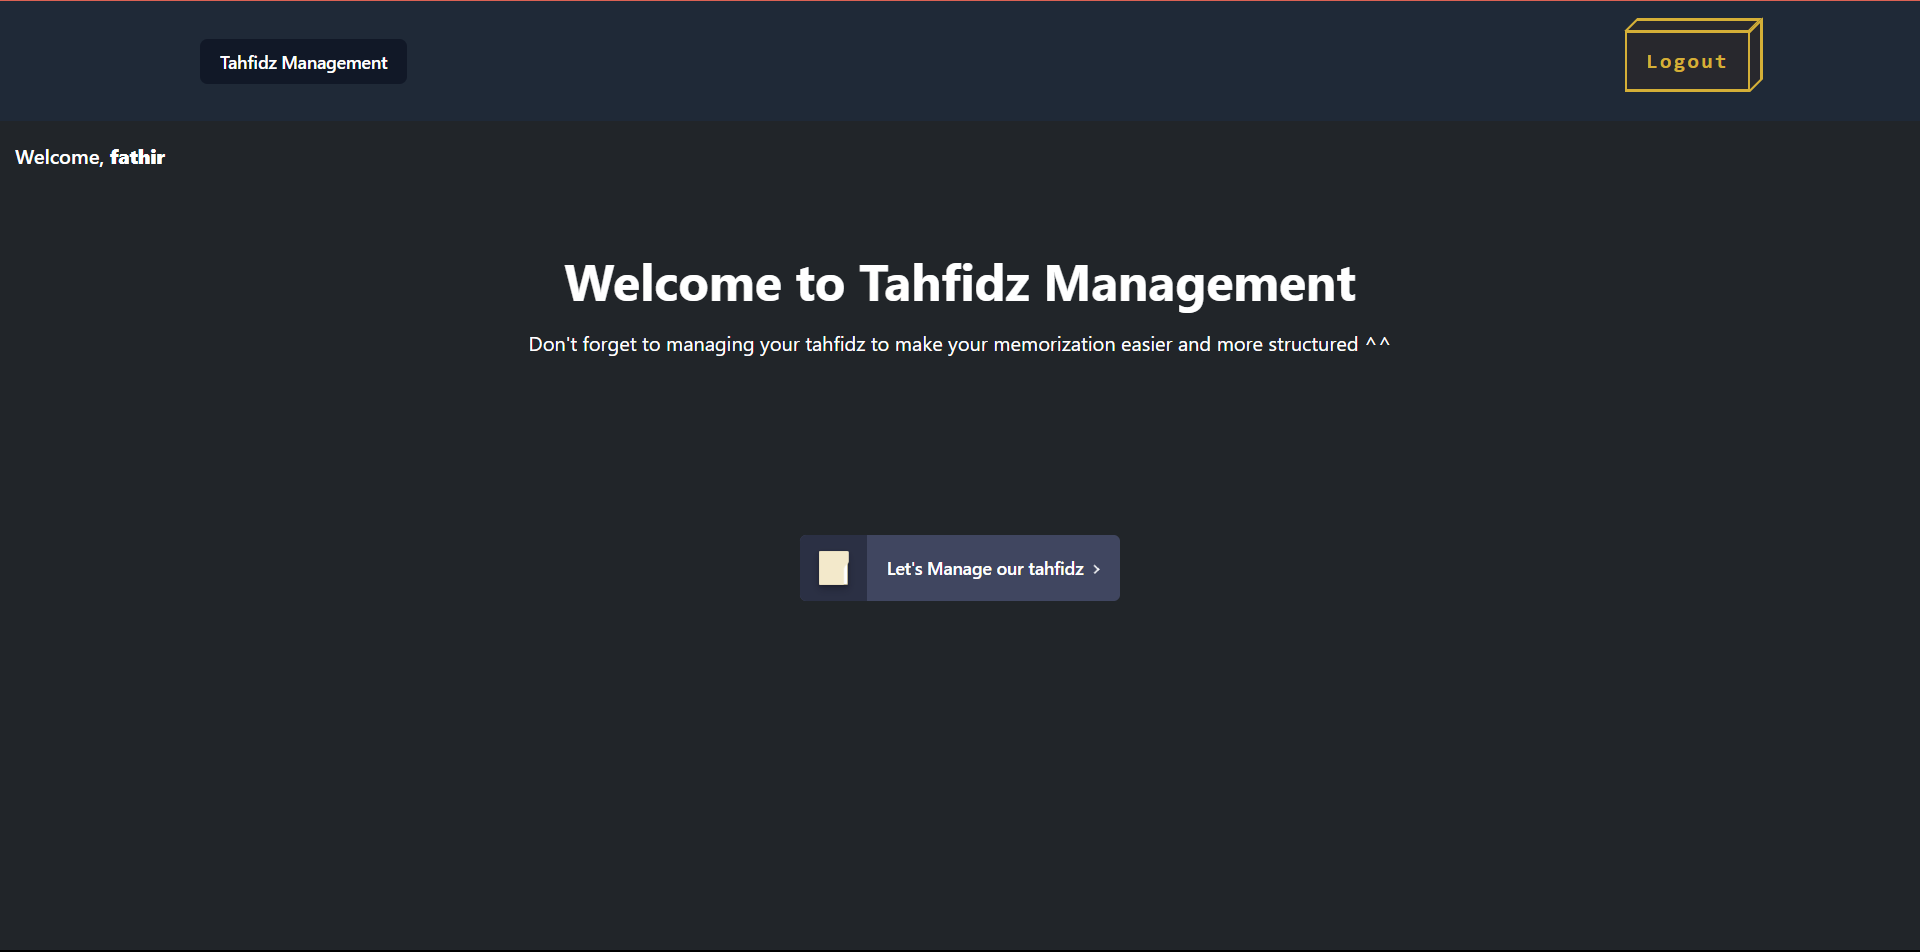 Tahfidz Management
Logout
Welcome, fathir
Welcome to Tahfidz Management
Don't forget to managing your tahfidz to make your memorization easier and more structured ^^
Let's Manage our tahfidz ›